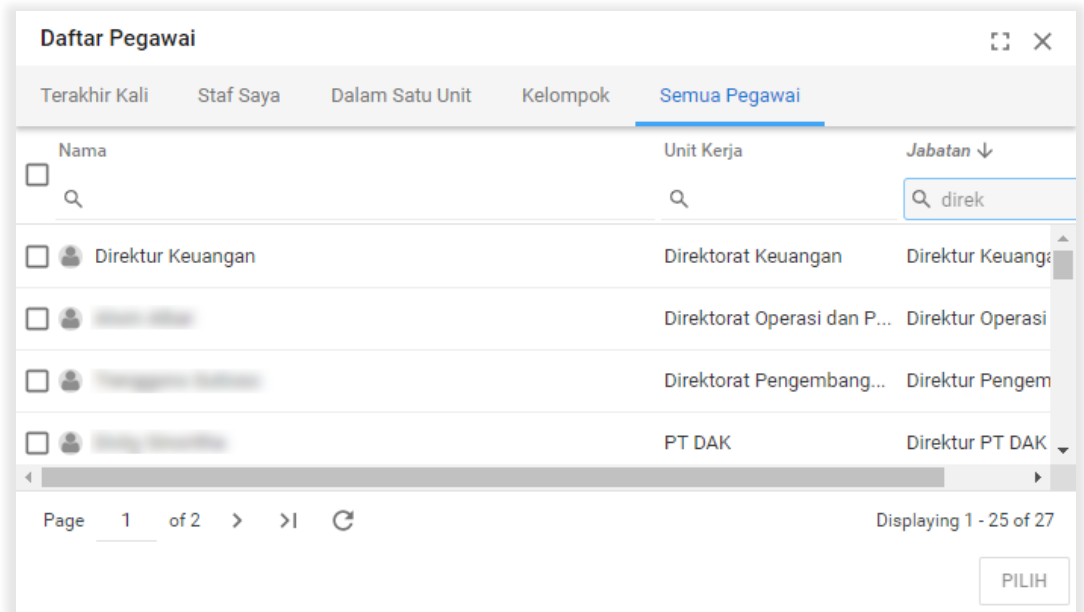 Daftar Pegawai
Terakhir Kali Staf Saya Dalam Satu Unit Kelompok Semua Pegawai
Nama Unit Kerja Jabatan
direk
Direktur Keuangan Direktorat Keuangan Direktur Keuanga
Direktorat Operasi dan P... Direktur Operasi
Direktorat Pengembang... Direktur Pengem
PT DAK Direktur PT DAK
Page 1 of 2 Displaying 1 - 25 of 27
PILIH